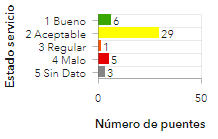 Estado servicio
1 Bueno 6
2 Aceptable 29
3 Regular 1
4 Malo 5
5 Sin Dato 3
0 50
Número de puentes